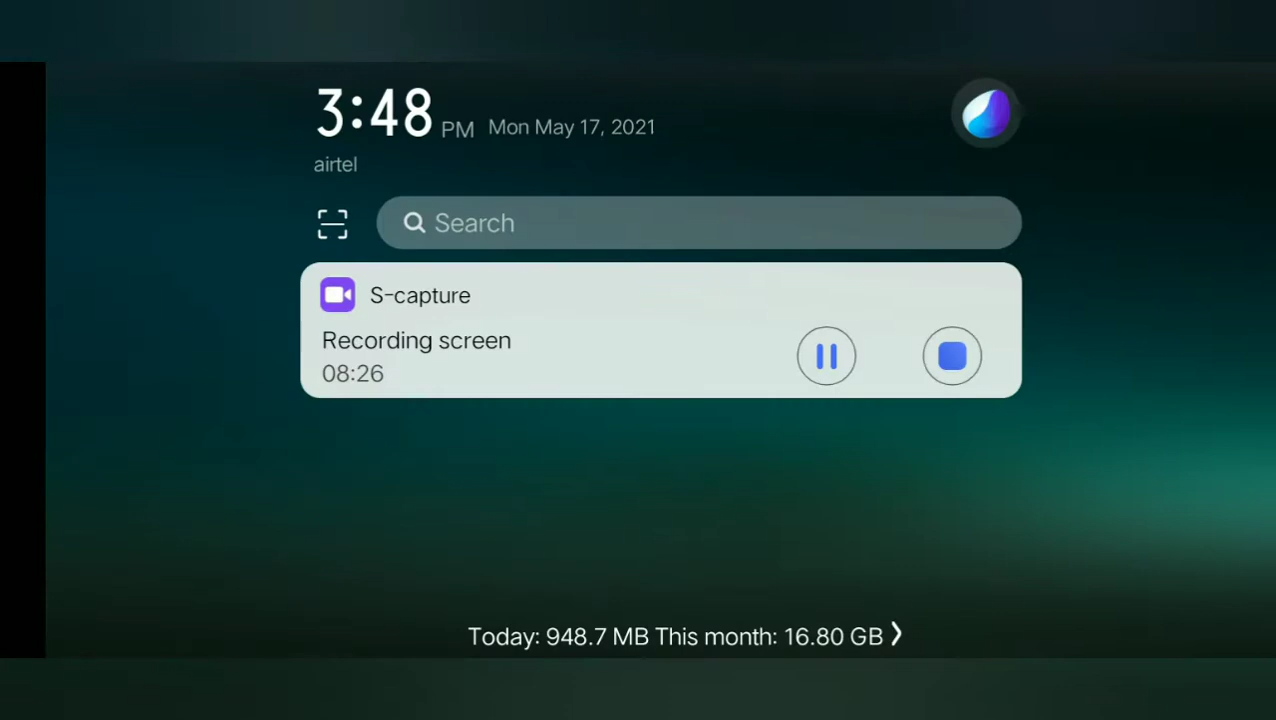 3:48 PM Mon May 17, 2021
airtel
Search
S-capture
Recording screen
08:26
Today: 948.7 MB This month: 16.80 GB